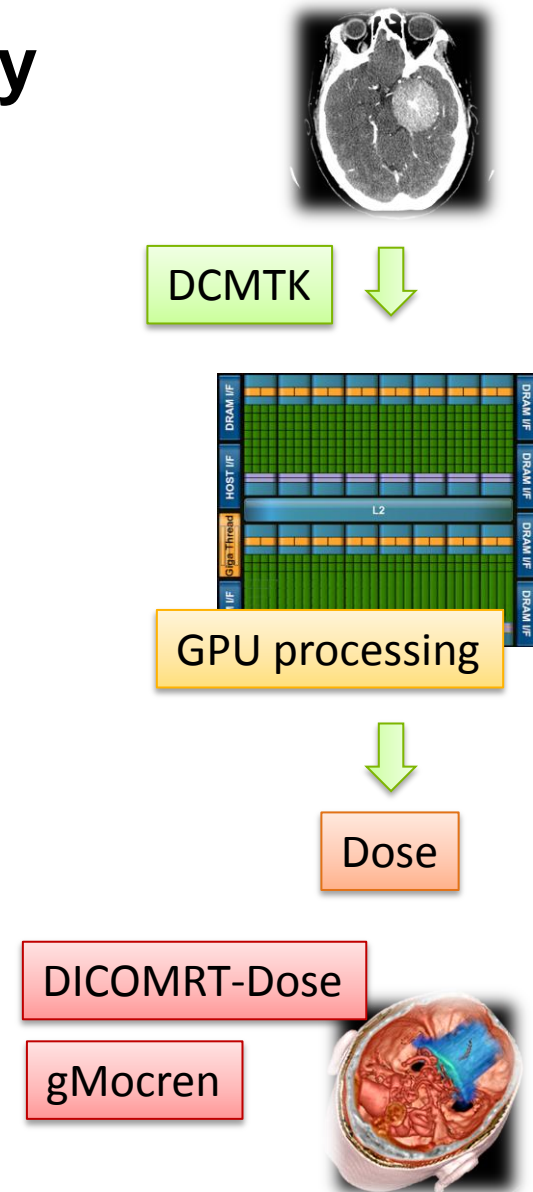 y
DCMTK
DRAM I/F
HOST I/F
Giga Thread
M I/F
L2
DRAM I/F
DRAM I/F
DRAM I/F
DRAM I/F
GPU processing
Dose
DICOMRT-Dose
gMocren